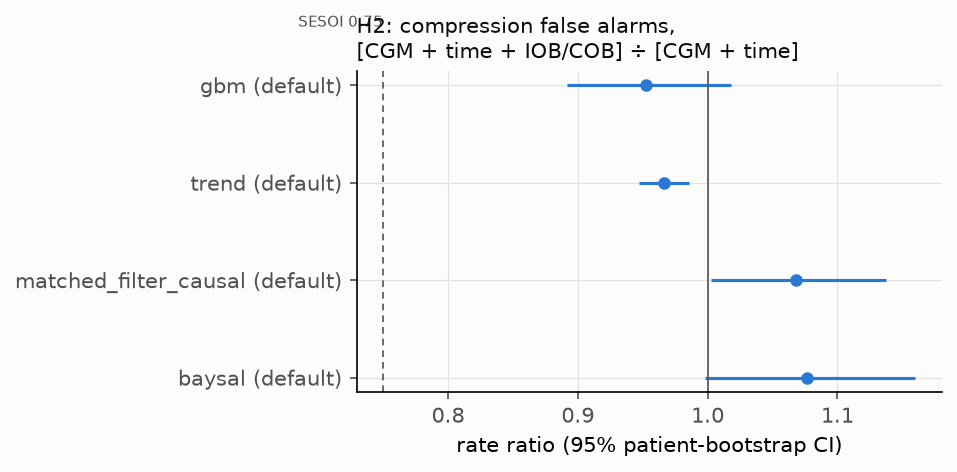 SESOI 0.75
H2: compression false alarms,
[CGM + time + IOB/COB] ÷ [CGM + time]
gbm (default)
trend (default)
matched_filter_causal (default)
baysal (default)
0.8 0.9 1.0 1.1
rate ratio (95% patient-bootstrap CI)